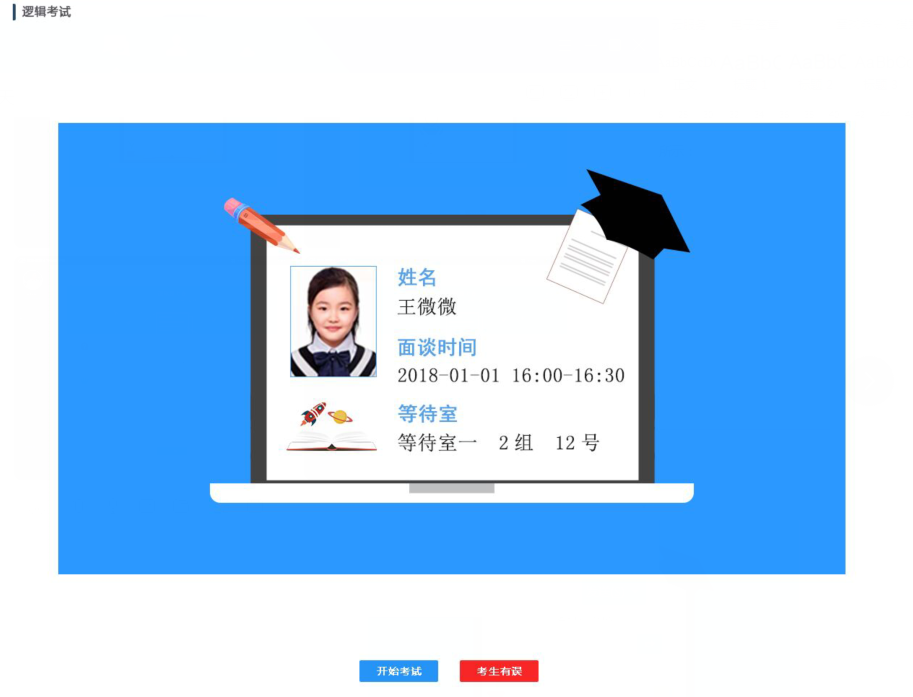 逻辑考试
姓名
王微微
面谈时间
2018-01-01 16:00-16:30
等待室
等待室一 2组 12号
开始考试 考生有误